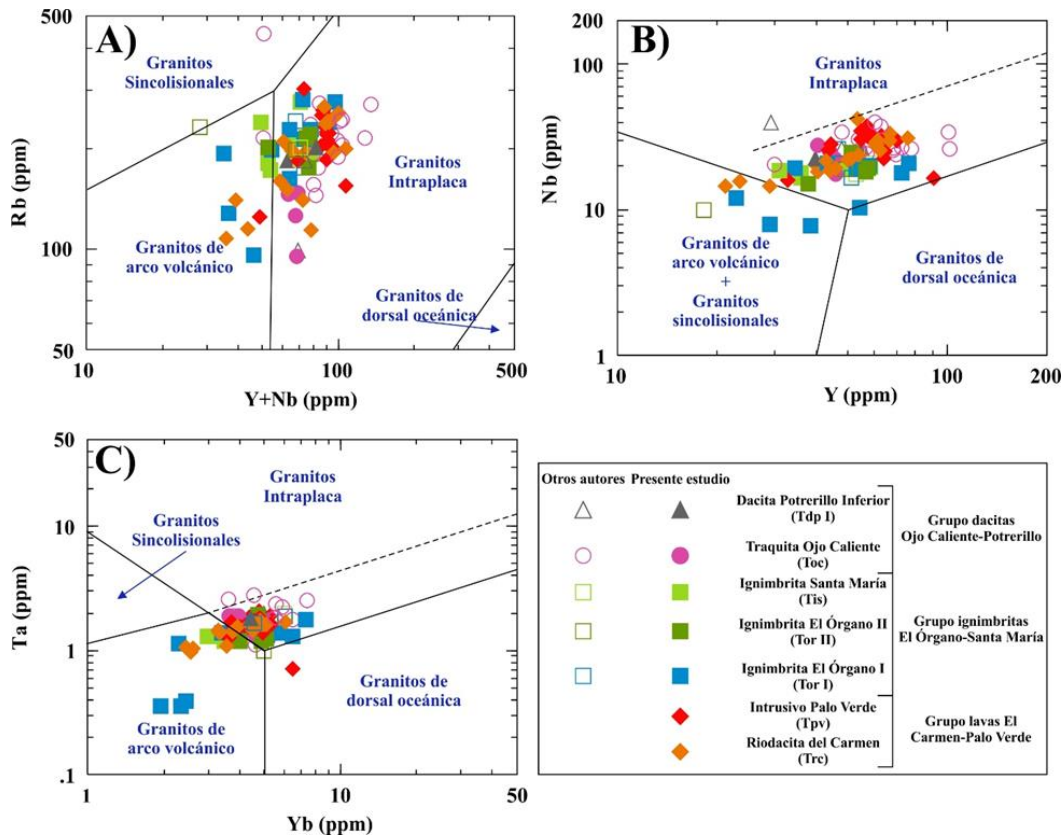 A)
500
Granitos
Sincolisionales
Granitos
Intraplaca
Rb (ppm)
100
Granitos de
arco volcánico
Granitos de
dorsal oceánica
50
10
100
500
Y+Nb (ppm)
B)
200
100
Granitos
Intraplaca
Nb (ppm)
10
Granitos de
arco volcánico
+
Granitos
sincolisionales
Granitos de
dorsal oceánica
1
10
100
200
Y (ppm)
C)
50
Granitos
Intraplaca
10
Granitos
Sincolisionales
Ta (ppm)
1
Granitos de
dorsal oceánica
Granitos de
arco volcánico
.1
1
10
50
Yb (ppm)
Otros autores Presente estudio
Dacita Potrerillo Inferior
(Tdp I)
Grupo dacitas
Ojo Caliente-Potrerillo
Traquita Ojo Caliente
(Toc)
Ignimbrita Santa María
(Tis)
Ignimbrita El Órgano II
(Tor II)
Grupo ignimbritas
El Órgano-Santa María
Ignimbrita El Órgano I
(Tor I)
Intrusivo Palo Verde
(Tpv)
Grupo lavas El
Carmen-Palo Verde
Riodacita del Carmen
(Trc)